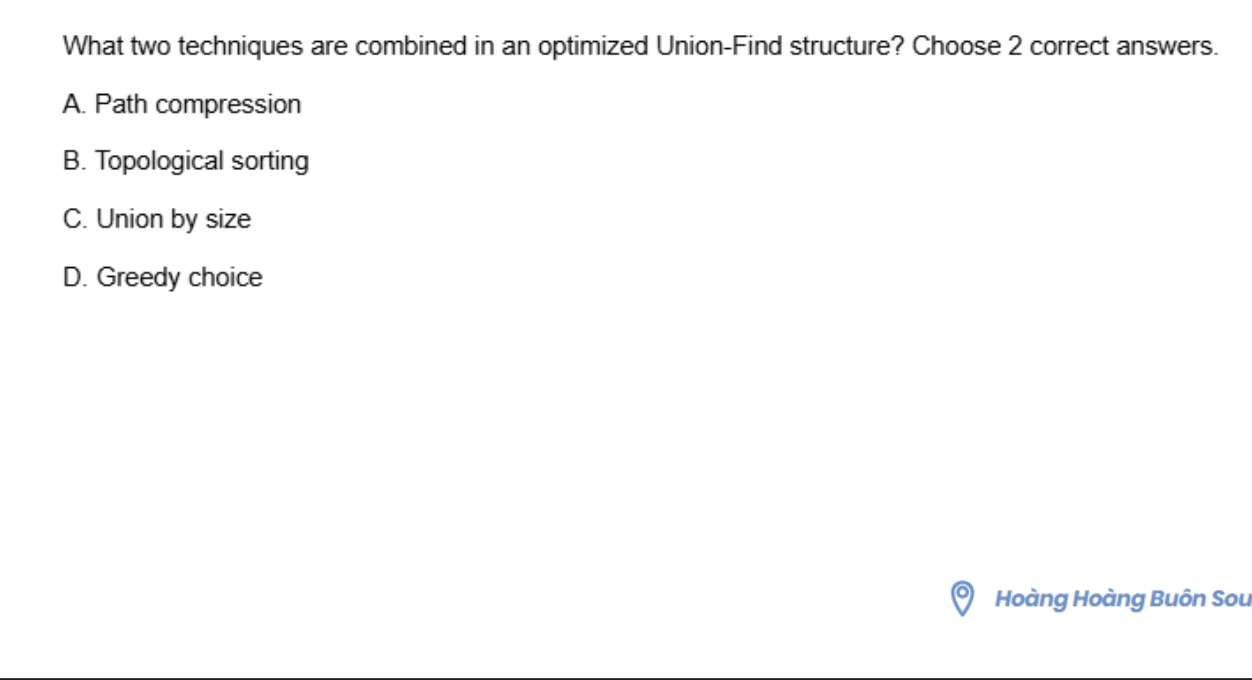 What two techniques are combined in an optimized Union-Find structure? Choose 2 correct answers.
A. Path compression
B. Topological sorting
C. Union by size
D. Greedy choice
Hoàng Hoàng Buôn Sou